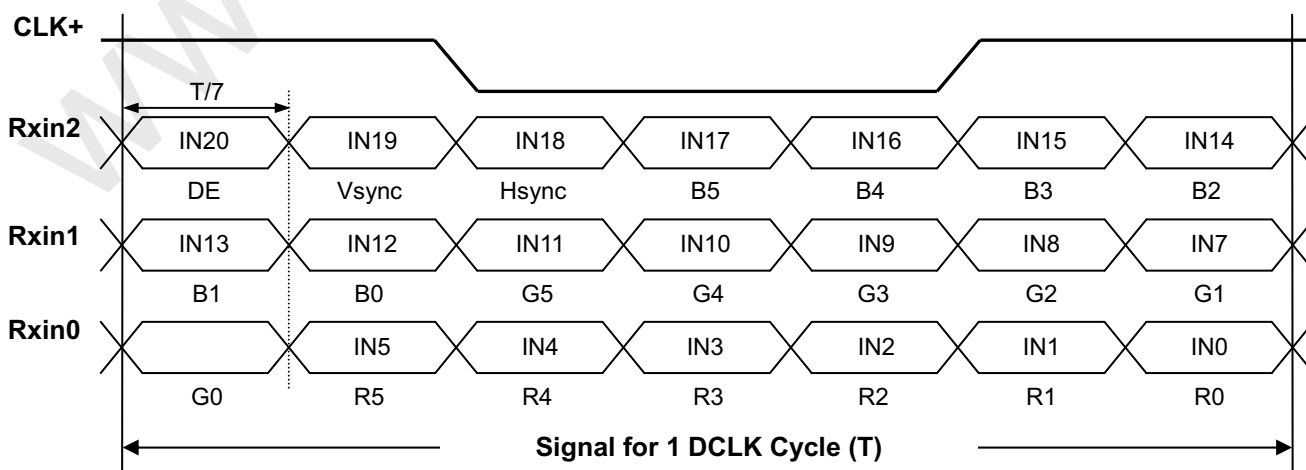 CLK+
T/7
Rxin2 IN20 IN19 IN18 IN17 IN16 IN15 IN14
DE Vsync Hsync B5 B4 B3 B2
Rxin1 IN13 IN12 IN11 IN10 IN9 IN8 IN7
B1 B0 G5 G4 G3 G2 G1
Rxin0 IN5 IN4 IN3 IN2 IN1 IN0
G0 R5 R4 R3 R2 R1 R0
Signal for 1 DCLK Cycle (T)